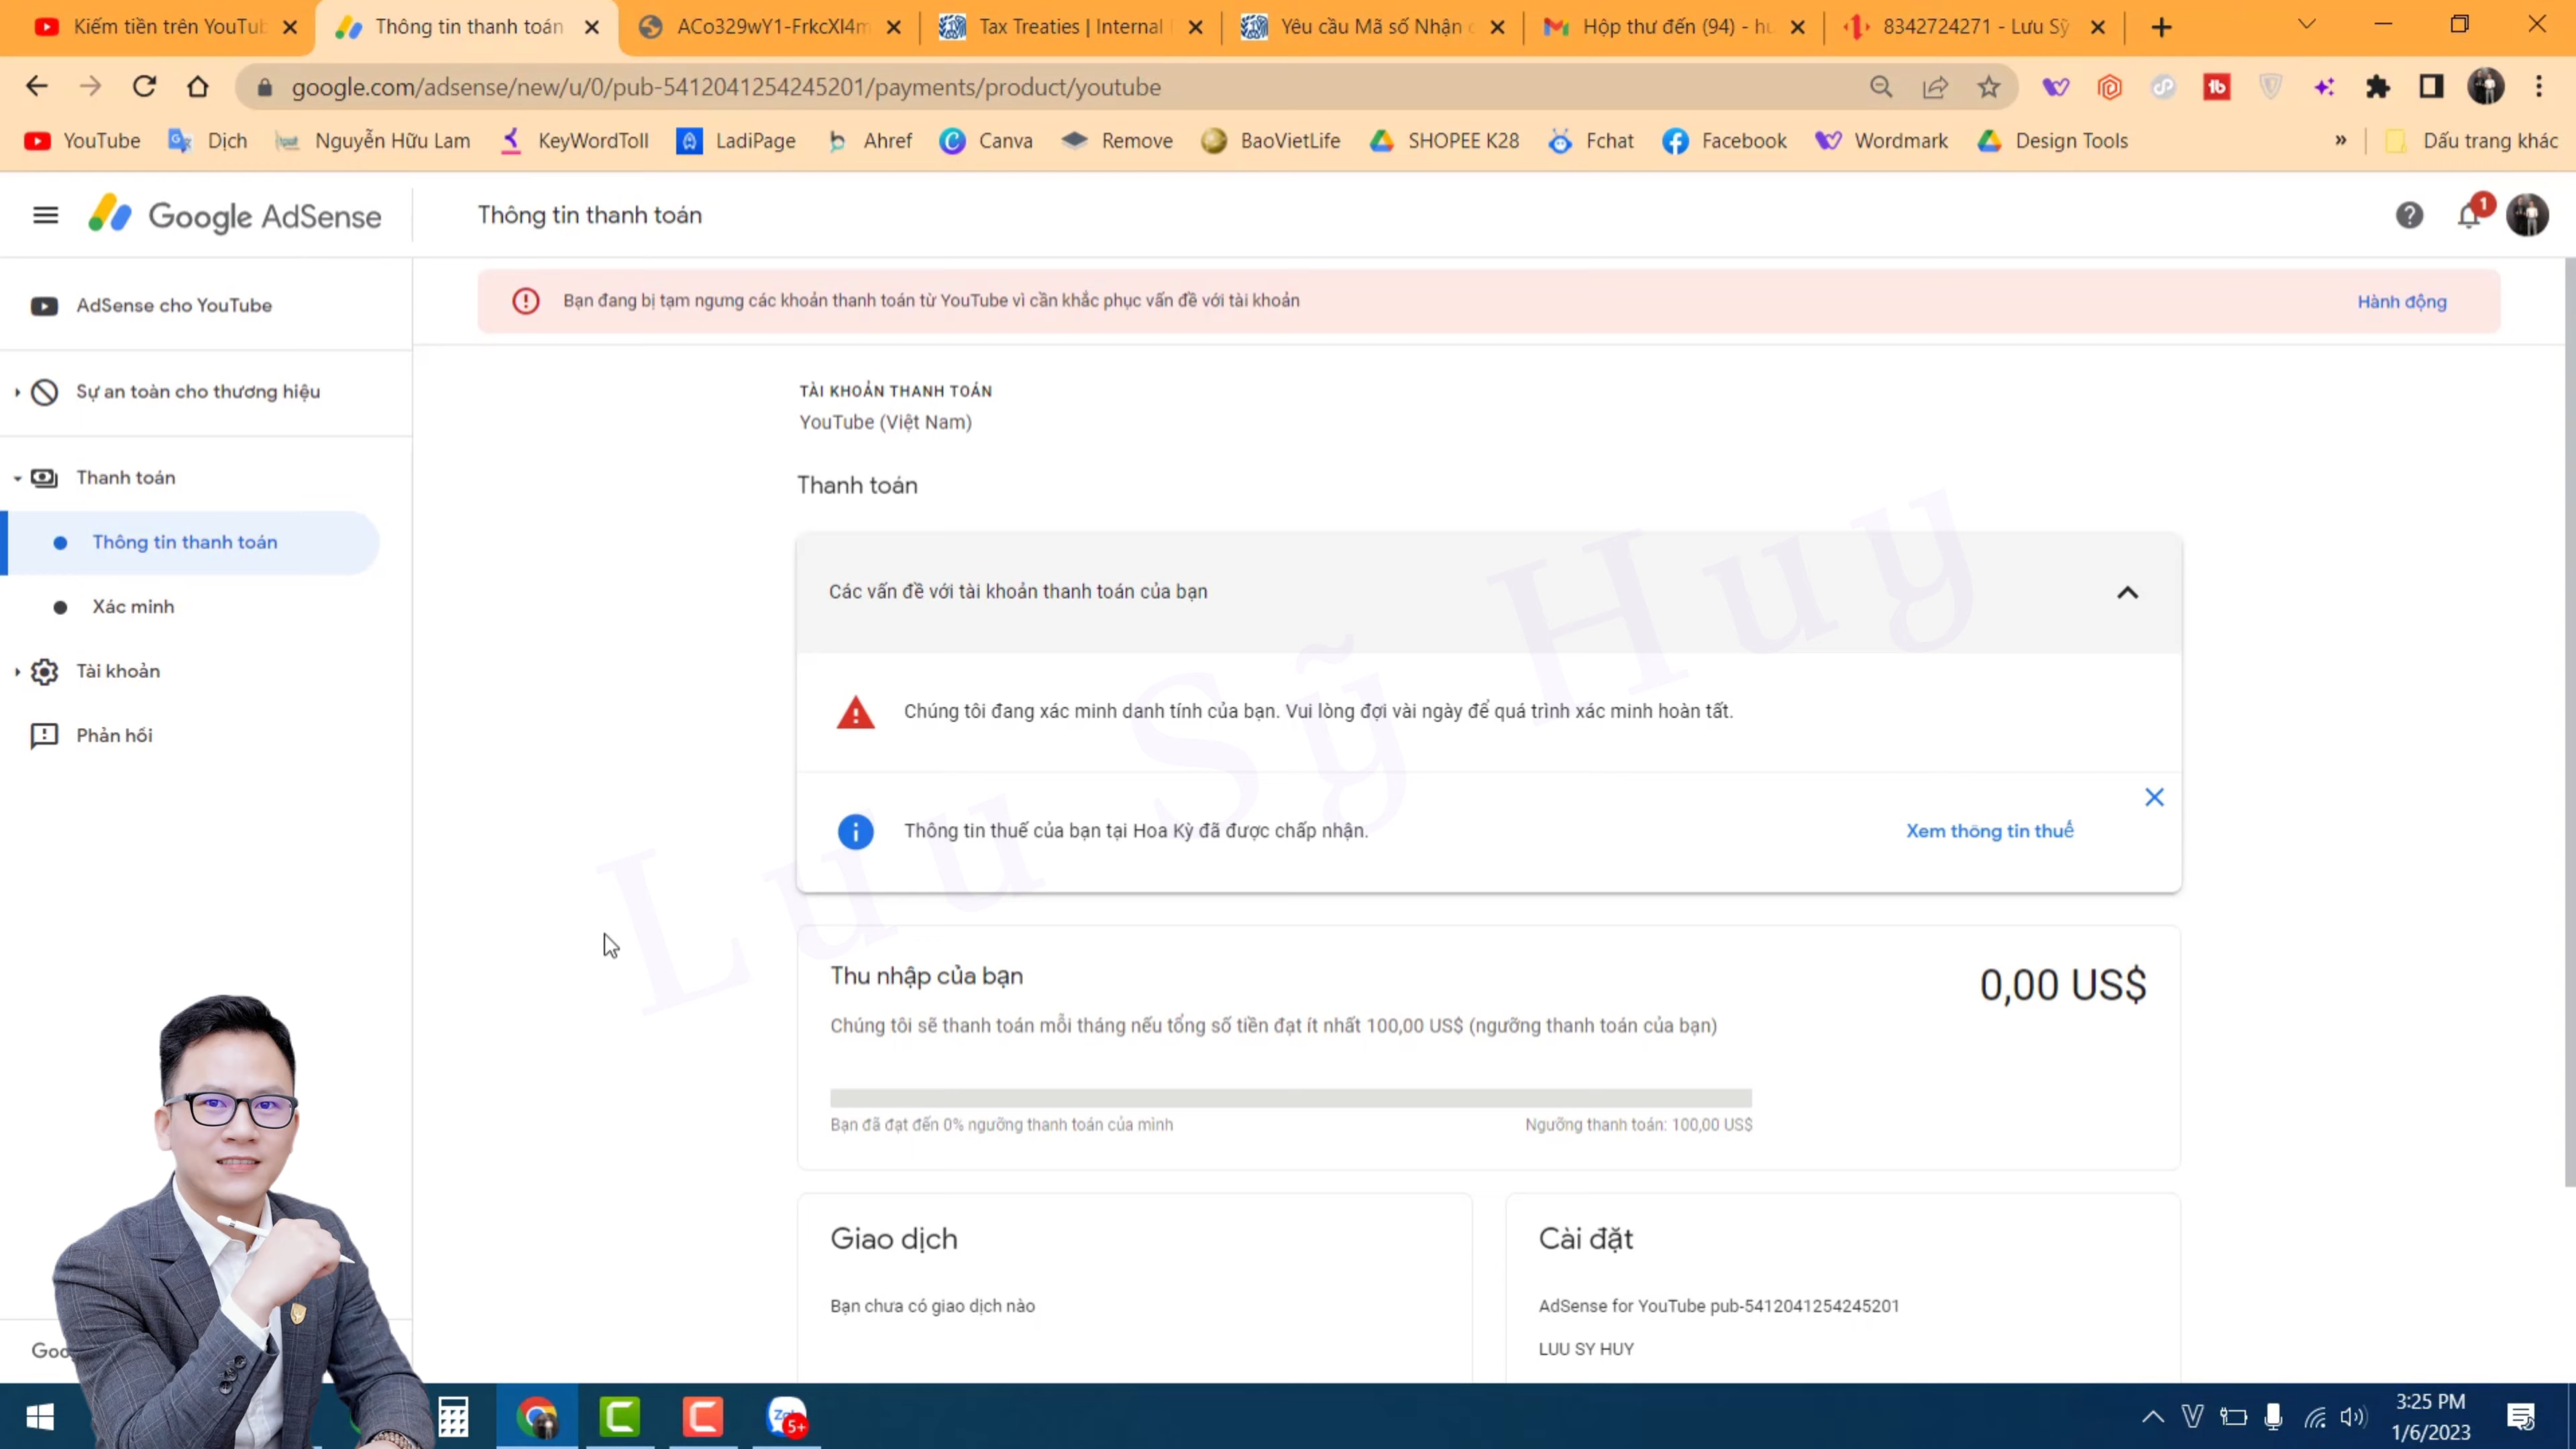 Kiếm tiền trên YouTub
Thông tin thanh toán
ACo329wY1-FrkcXI4m
Tax Treaties | Internal
Yêu cầu Mã số Nhận d
Hộp thư đến (94) - hu
8342724271 - Lưu Sỹ
google.com/adsense/new/u/0/pub-5412041254245201/payments/product/youtube
YouTube
Dịch
Nguyễn Hữu Lam
KeyWordToll
LadiPage
Ahref
Canva
Remove
BaoVietLife
SHOPEE K28
Fchat
Facebook
Wordmark
Design Tools
»
Dấu trang khác
Google AdSense
Thông tin thanh toán
1
AdSense cho YouTube
Bạn đang bị tạm ngưng các khoản thanh toán từ YouTube vì cần khắc phục vấn đề với tài khoản
Hành động
Sự an toàn cho thương hiệu
Thanh toán
Thông tin thanh toán
Xác minh
Tài khoản
Phản hồi
TÀI KHOẢN THANH TOÁN
YouTube (Việt Nam)
Thanh toán
Các vấn đề với tài khoản thanh toán của bạn
Chúng tôi đang xác minh danh tính của bạn. Vui lòng đợi vài ngày để quá trình xác minh hoàn tất.
Thông tin thuế của bạn tại Hoa Kỳ đã được chấp nhận.
Xem thông tin thuế
Lưu Sỹ Huy
Thu nhập của bạn
0,00 US$
Chúng tôi sẽ thanh toán mỗi tháng nếu tổng số tiền đạt ít nhất 100,00 US$ (ngưỡng thanh toán của bạn)
Bạn đã đạt đến 0% ngưỡng thanh toán của mình
Ngưỡng thanh toán: 100,00 US$
Giao dịch
Bạn chưa có giao dịch nào
Cài đặt
AdSense for YouTube pub-5412041254245201
LUU SY HUY
Goo
5+
3:25 PM
1/6/2023